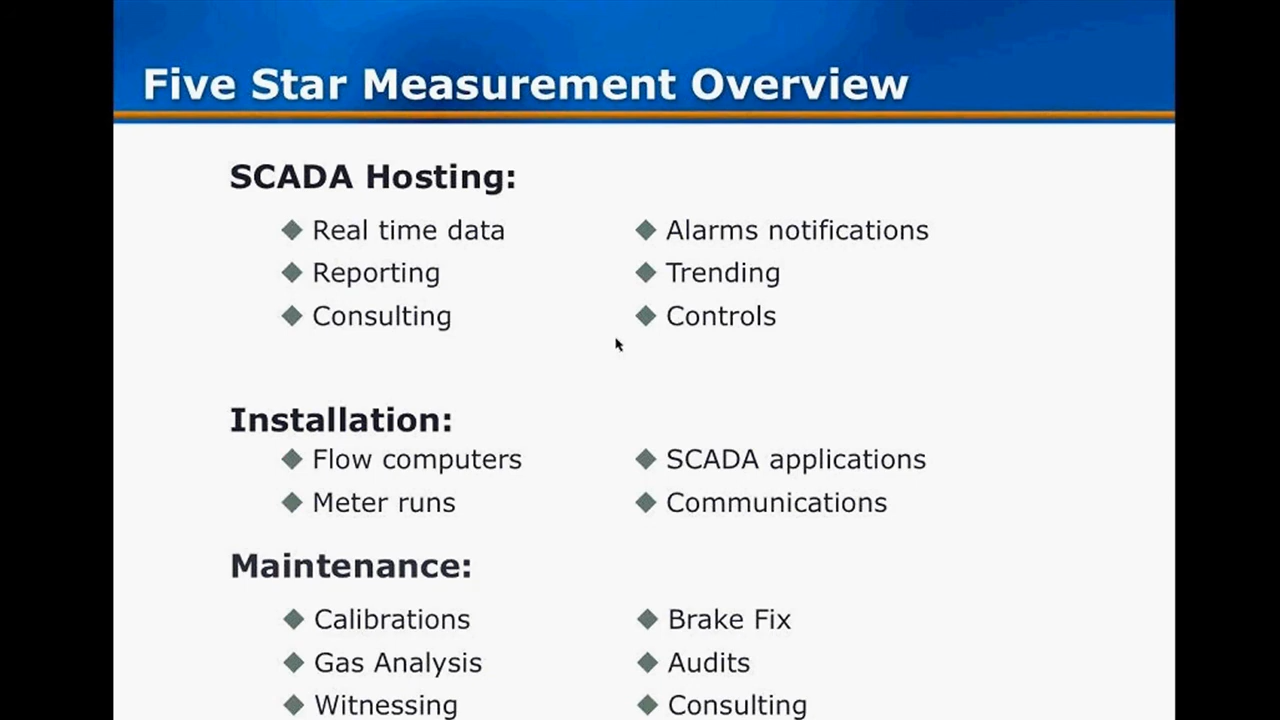 Five Star Measurement Overview
SCADA Hosting:
Real time data
Alarms notifications
Reporting
Trending
Consulting
Controls
Installation:
Flow computers
SCADA applications
Meter runs
Communications
Maintenance:
Calibrations
Brake Fix
Gas Analysis
Audits
Witnessing
Consulting